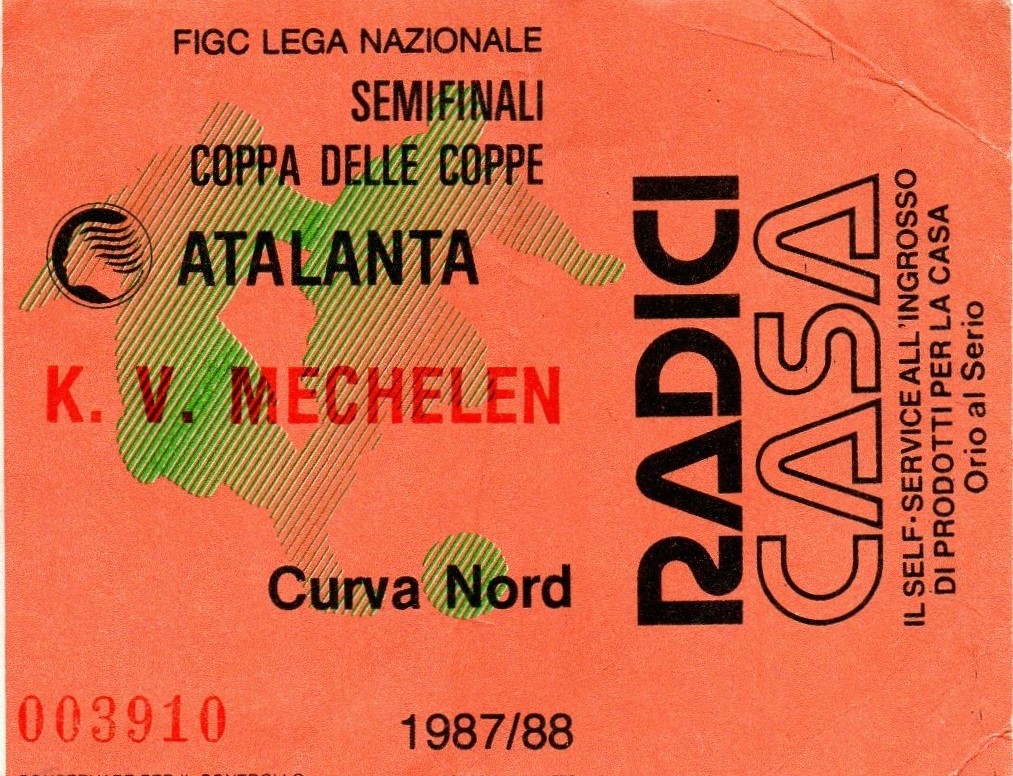 FIGC LEGA NAZIONALE
SEMIFINALI
COPPA DELLE COPPE
ATALANTA
K. V. MECHELEN
Curva Nord
003910
1987/88
RADICI
CASA
IL SELF-SERVICE ALL'INGROSSO
DI PRODOTTI PER LA CASA
Orio al Serio